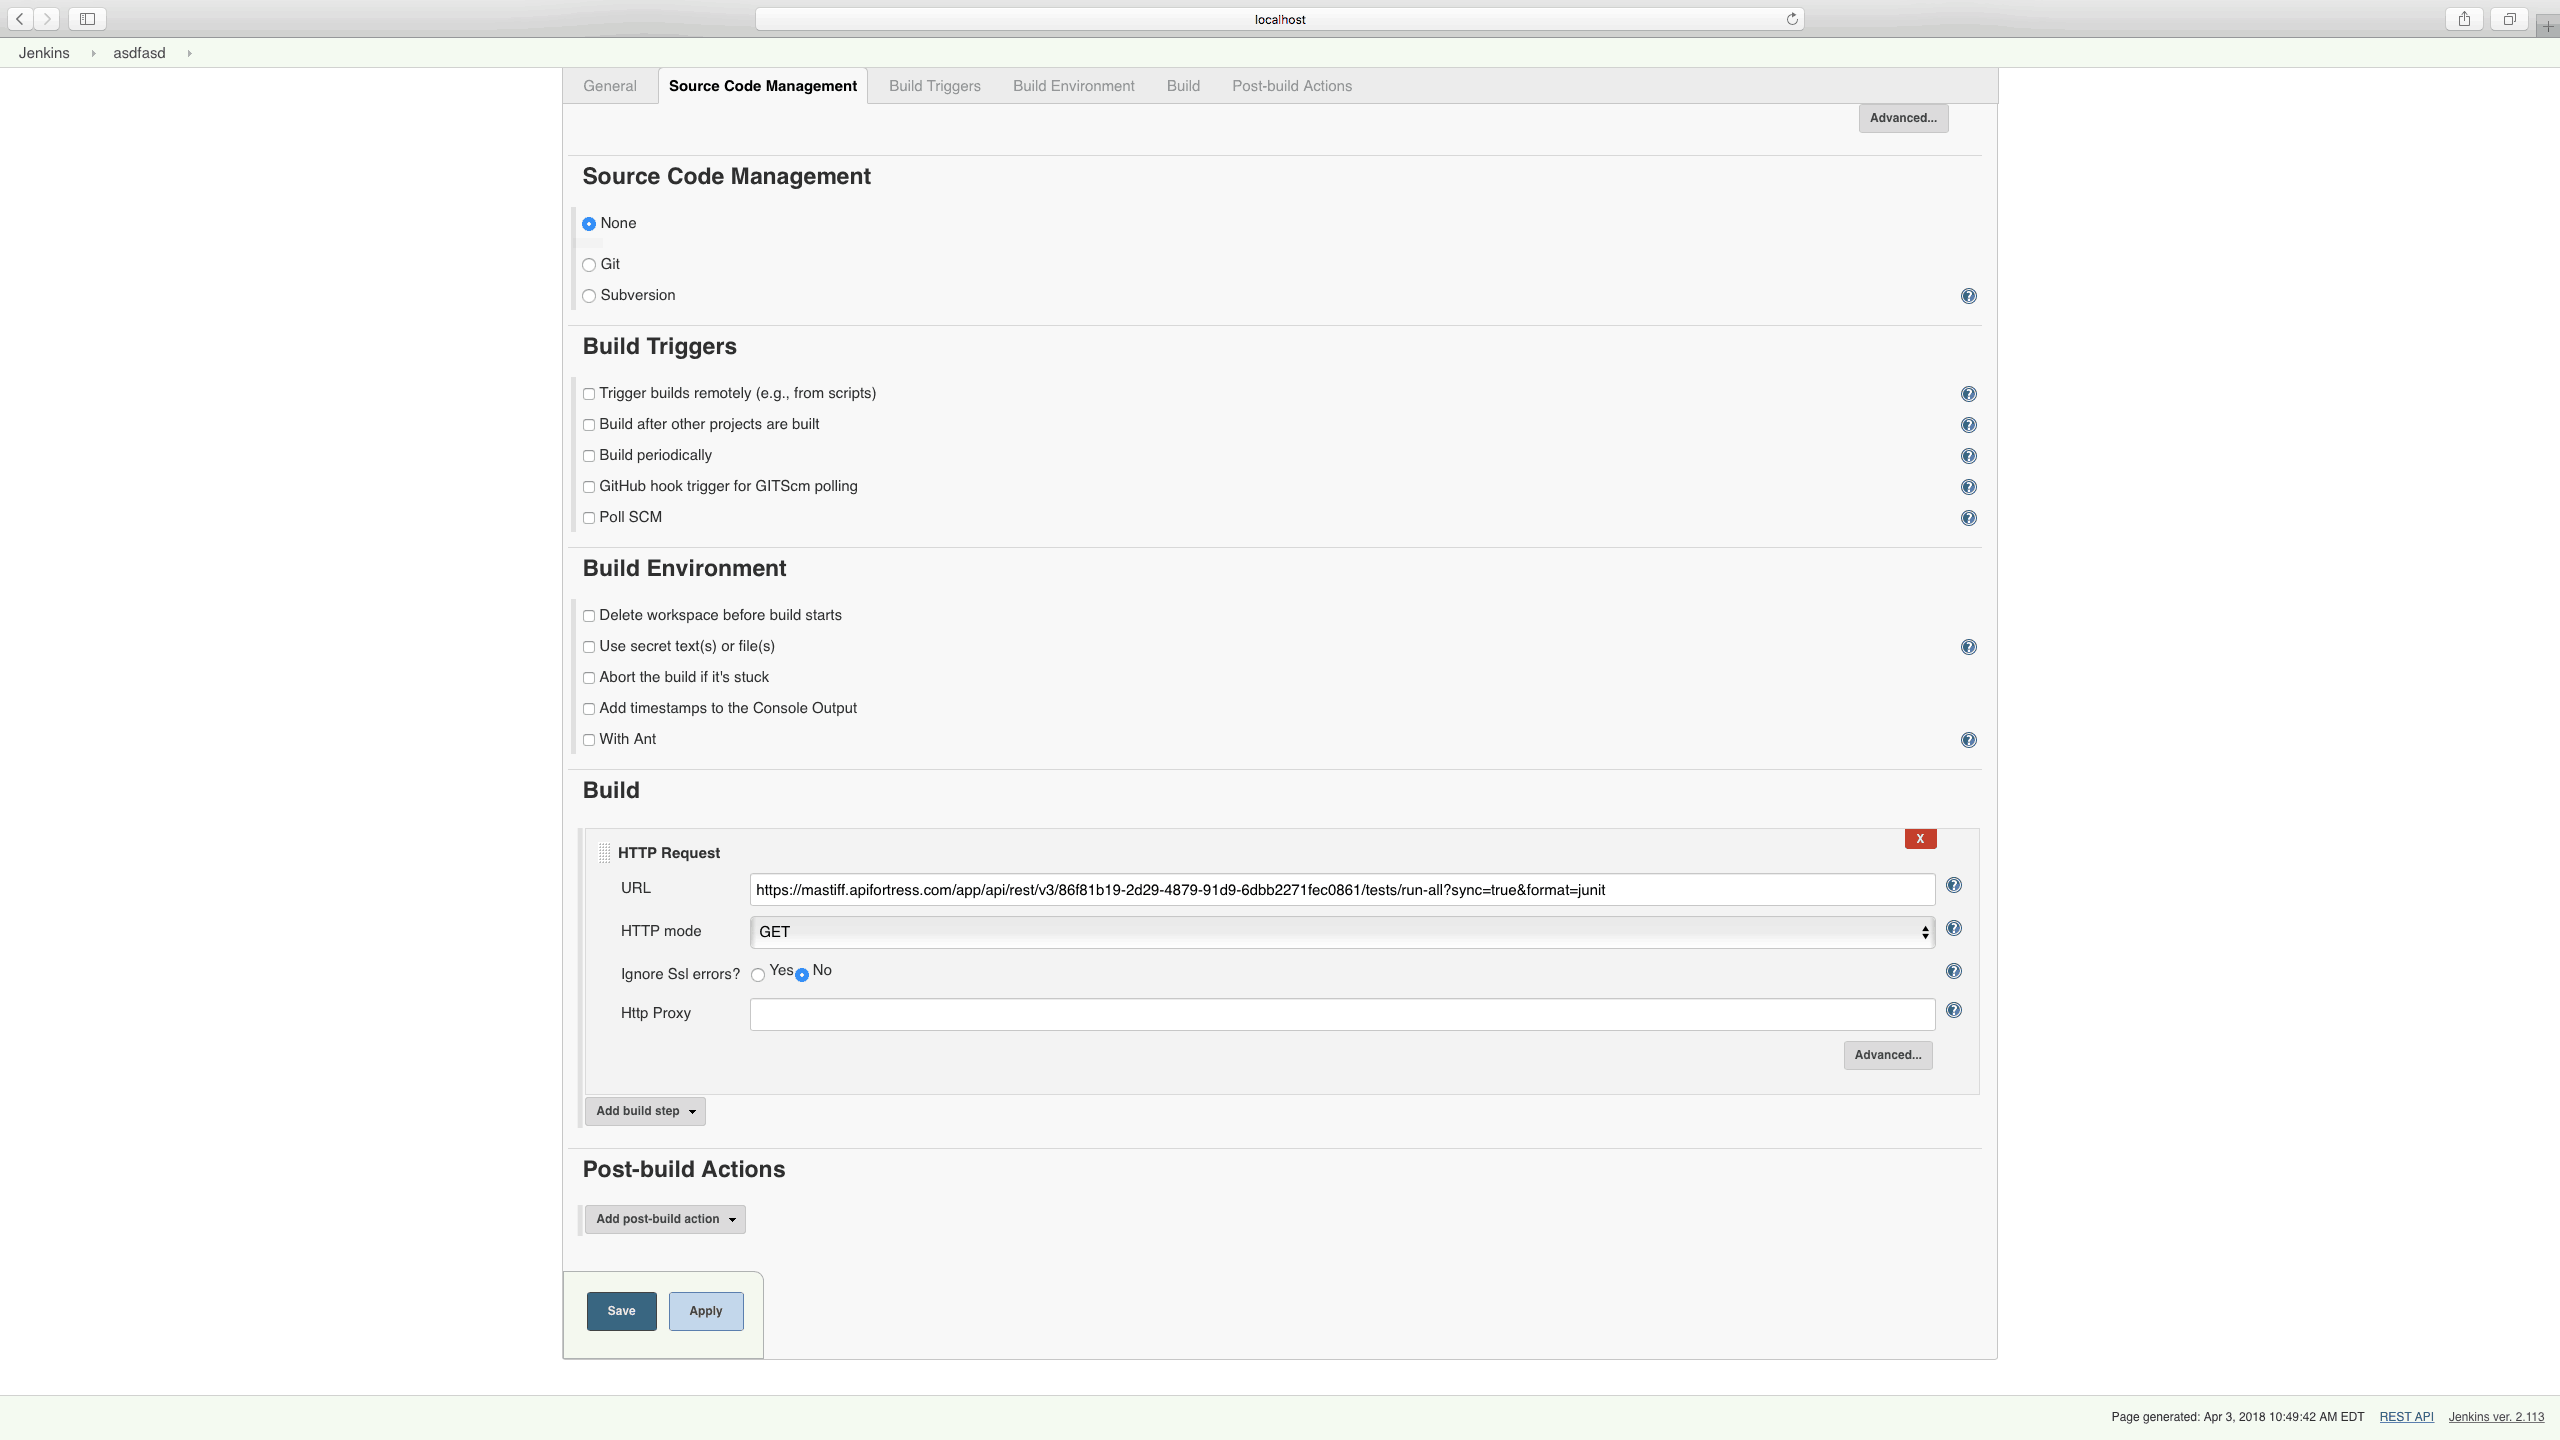 localhost
Jenkins asdfasd
General Source Code Management Build Triggers Build Environment Build Post-build Actions
Advanced...
Source Code Management
None
Git
Subversion
Build Triggers
Trigger builds remotely (e.g., from scripts)
Build after other projects are built
Build periodically
GitHub hook trigger for GITScm polling
Poll SCM
Build Environment
Delete workspace before build starts
Use secret text(s) or file(s)
Abort the build if it's stuck
Add timestamps to the Console Output
With Ant
Build
X
HTTP Request
URL https://mastiff.apifortress.com/app/api/rest/v3/86f81b19-2d29-4879-91d9-6dbb2271fec0861/tests/run-all?sync=true&format=junit
HTTP mode GET
Ignore Ssl errors? Yes No
Http Proxy
Advanced...
Add build step
Post-build Actions
Add post-build action
Save Apply
Page generated: Apr 3, 2018 10:49:42 AM EDT REST API Jenkins ver. 2.113